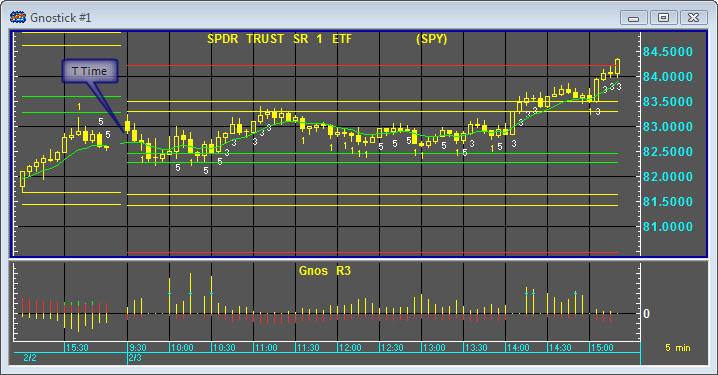 Gnostick #1
SPDR TRUST SR 1 ETF (SPY)
T Time
84.5000
84.0000
83.5000
83.0000
82.5000
82.0000
81.5000
81.0000
Gnos R3
0
15:30 9:30 10:00 10:30 11:00 11:30 12:00 12:30 13:00 13:30 14:00 14:30 15:00
5 min
2/2 2/3